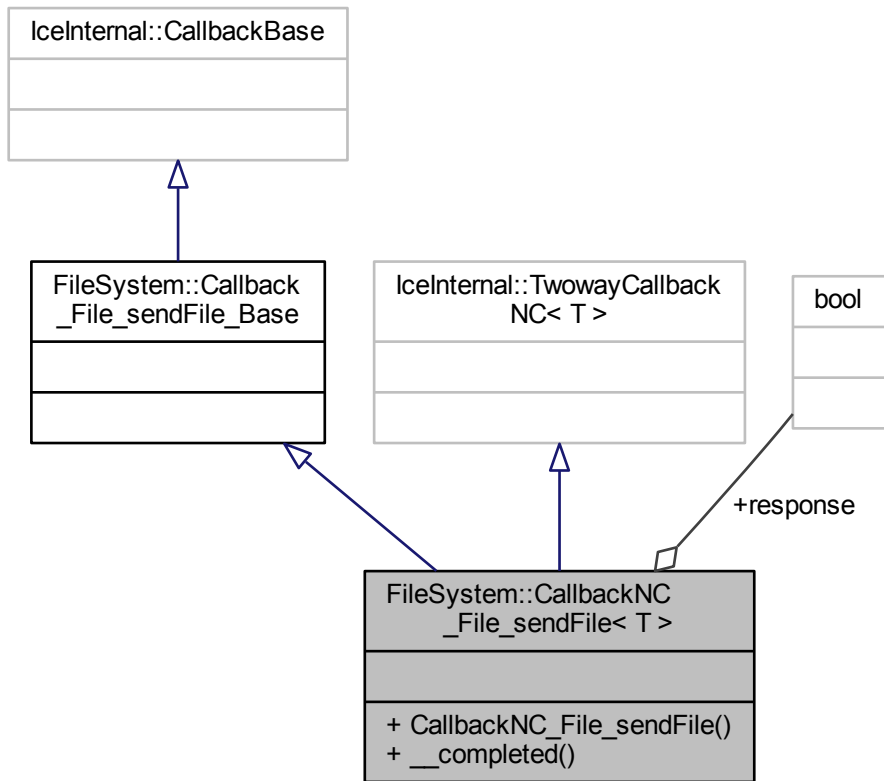 IceInternal::CallbackBase
FileSystem::Callback
_File_sendFile_Base
IceInternal::TwowayCallback
NC< T >
bool
+response
FileSystem::CallbackNC
_File_sendFile< T >
+ CallbackNC_File_sendFile()
+ __completed()